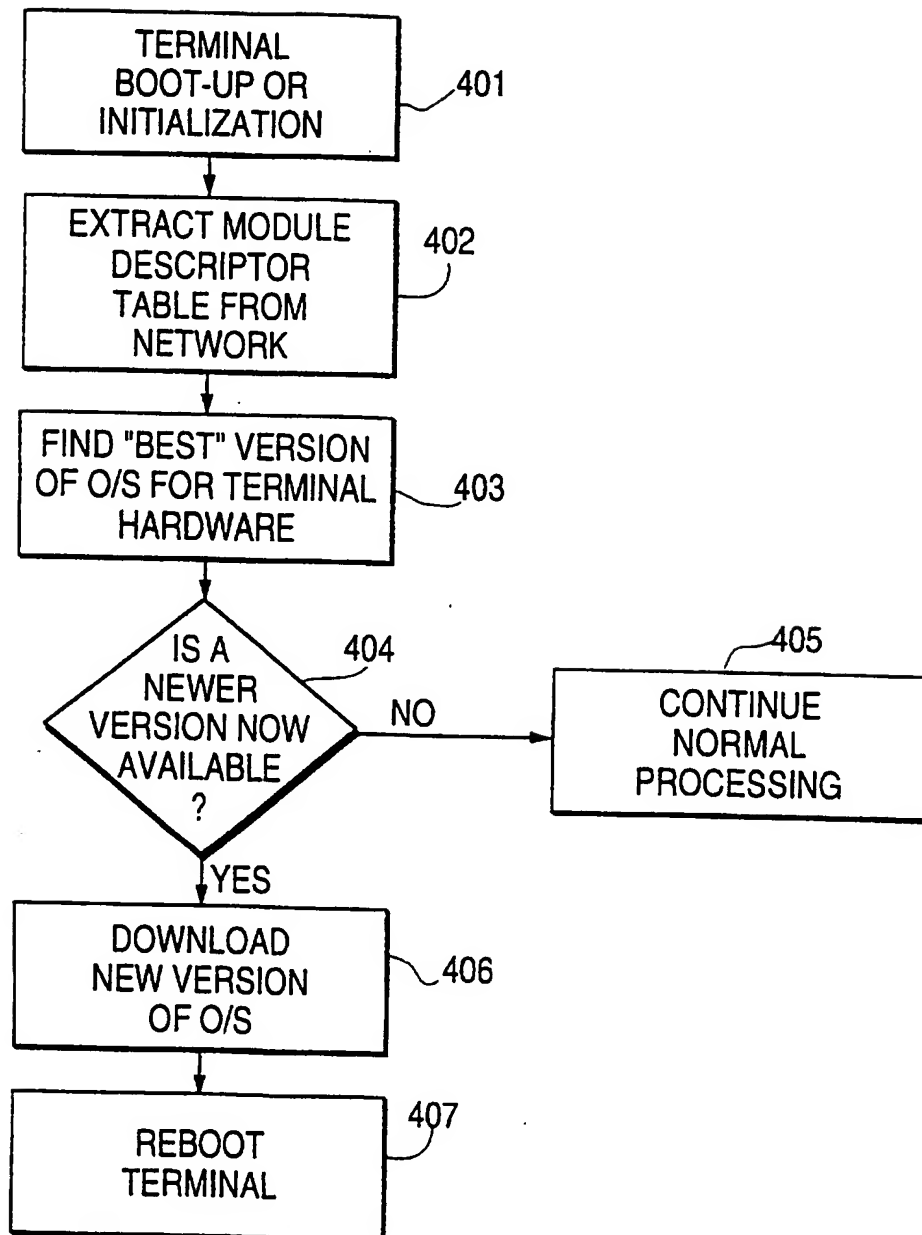 TERMINAL
BOOT-UP OR
INITIALIZATION
401
EXTRACT MODULE
DESCRIPTOR
TABLE FROM
NETWORK
402
FIND "BEST" VERSION
OF O/S FOR TERMINAL
HARDWARE
403
IS A
NEWER
VERSION NOW
AVAILABLE
?
404
NO
405
CONTINUE
NORMAL
PROCESSING
YES
DOWNLOAD
NEW VERSION
OF O/S
406
REBOOT
TERMINAL
407